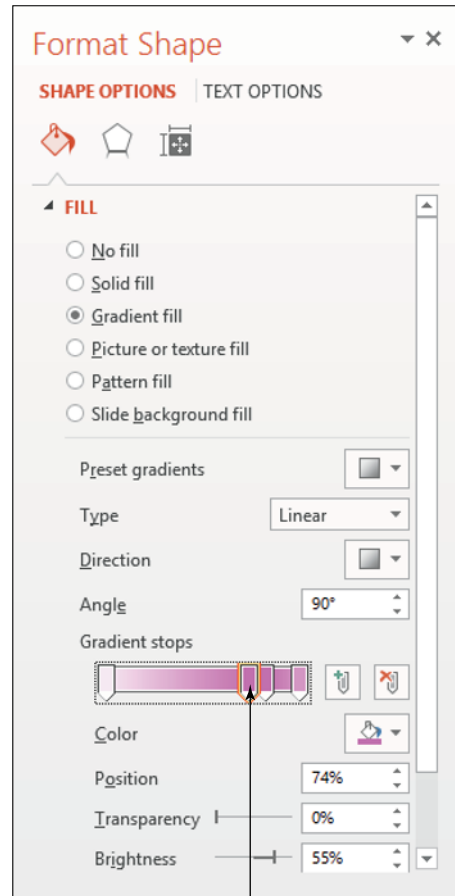 Format Shape
SHAPE OPTIONS TEXT OPTIONS
FILL
No fill
Solid fill
Gradient fill
Picture or texture fill
Pattern fill
Slide background fill
Preset gradients
Type Linear
Direction
Angle 90°
Gradient stops
Color
Position 74%
Transparency 0%
Brightness 55%